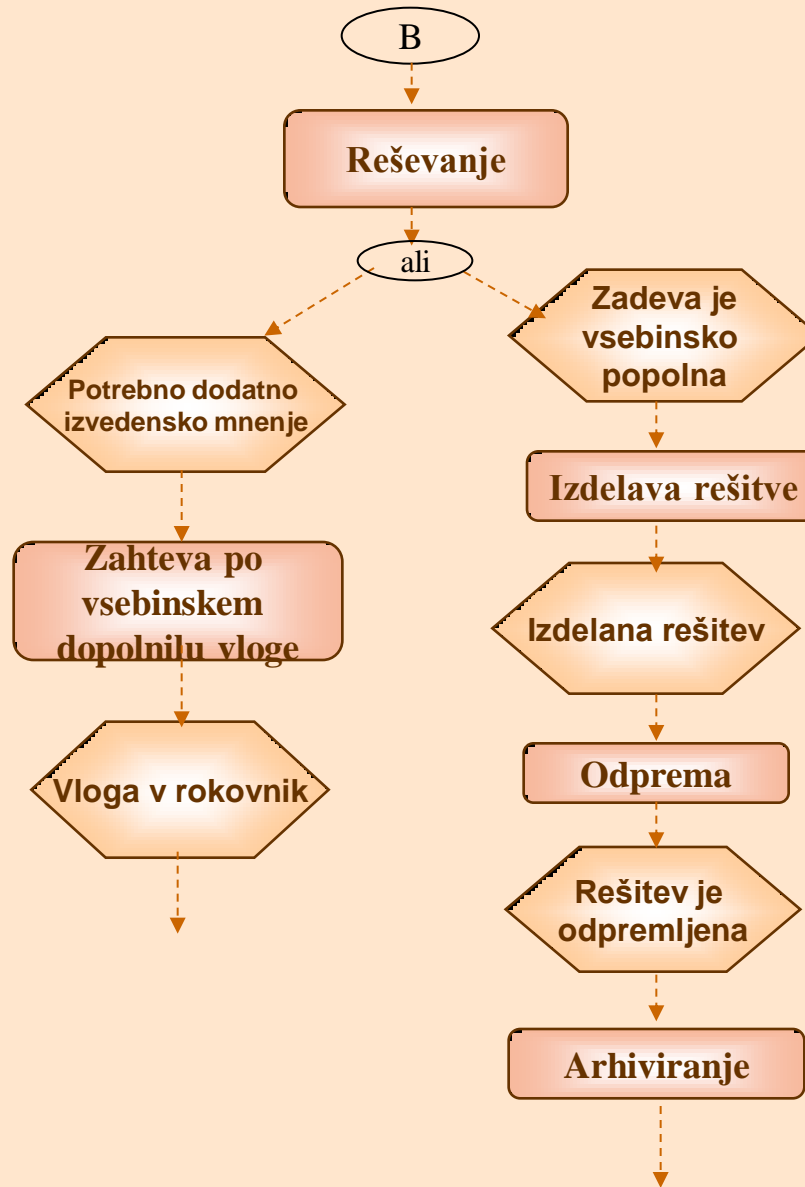 B
Reševanje
ali
Potrebno dodatno
izvedensko mnenje
Zahteva po
vsebinskem
dopolnilu vloge
Vloga v rokovnik
Zadeva je
vsebinsko
popolna
Izdelava rešitve
Izdelana rešitev
Odprema
Rešitev je
odpremljena
Arhiviranje